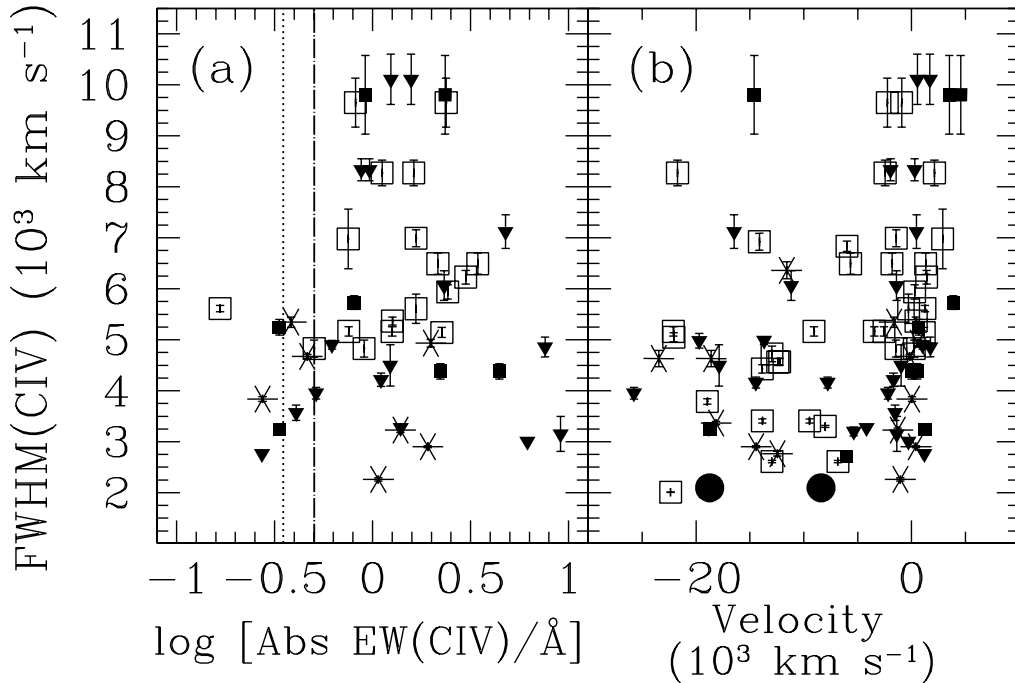 FWHM(CIV) (10³ km s⁻¹)
11
10
9
8
7
6
5
4
3
2
(a)
(b)
−1 −0.5 0 0.5 1
−20 0
log [Abs EW(CIV)/Å]
Velocity
(10³ km s⁻¹)